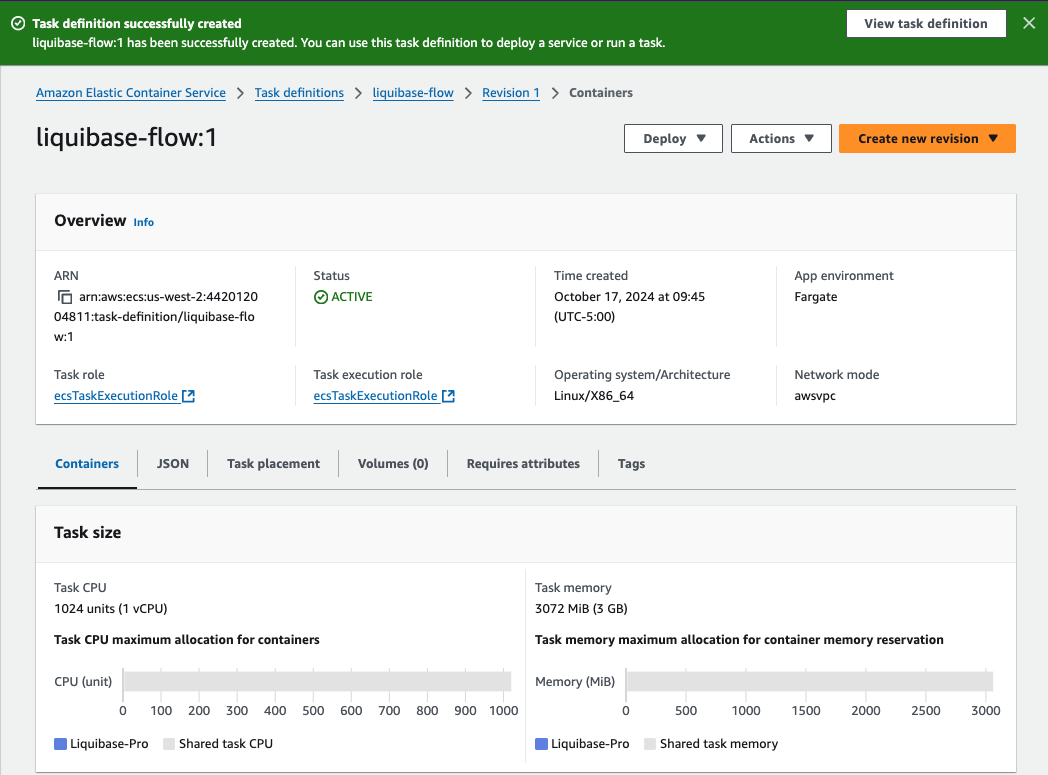 Task definition successfully created
liquibase-flow:1 has been successfully created. You can use this task definition to deploy a service or run a task.
View task definition
Amazon Elastic Container Service
Task definitions
liquibase-flow
Revision 1
Containers
liquibase-flow:1
Deploy
Actions
Create new revision
Overview Info
ARN
arn:aws:ecs:us-west-2:4420120
04811:task-definition/liquibase-flo
w:1
Status
ACTIVE
Time created
October 17, 2024 at 09:45
(UTC-5:00)
App environment
Fargate
Task role
ecsTaskExecutionRole
Task execution role
ecsTaskExecutionRole
Operating system/Architecture
Linux/X86_64
Network mode
awsvpc
Containers
JSON
Task placement
Volumes (0)
Requires attributes
Tags
Task size
Task CPU
1024 units (1 vCPU)
Task CPU maximum allocation for containers
CPU (unit)
0 100 200 300 400 500 600 700 800 900 1000
Liquibase-Pro Shared task CPU
Task memory
3072 MiB (3 GB)
Task memory maximum allocation for container memory reservation
Memory (MiB)
0 500 1000 1500 2000 2500 3000
Liquibase-Pro Shared task memory